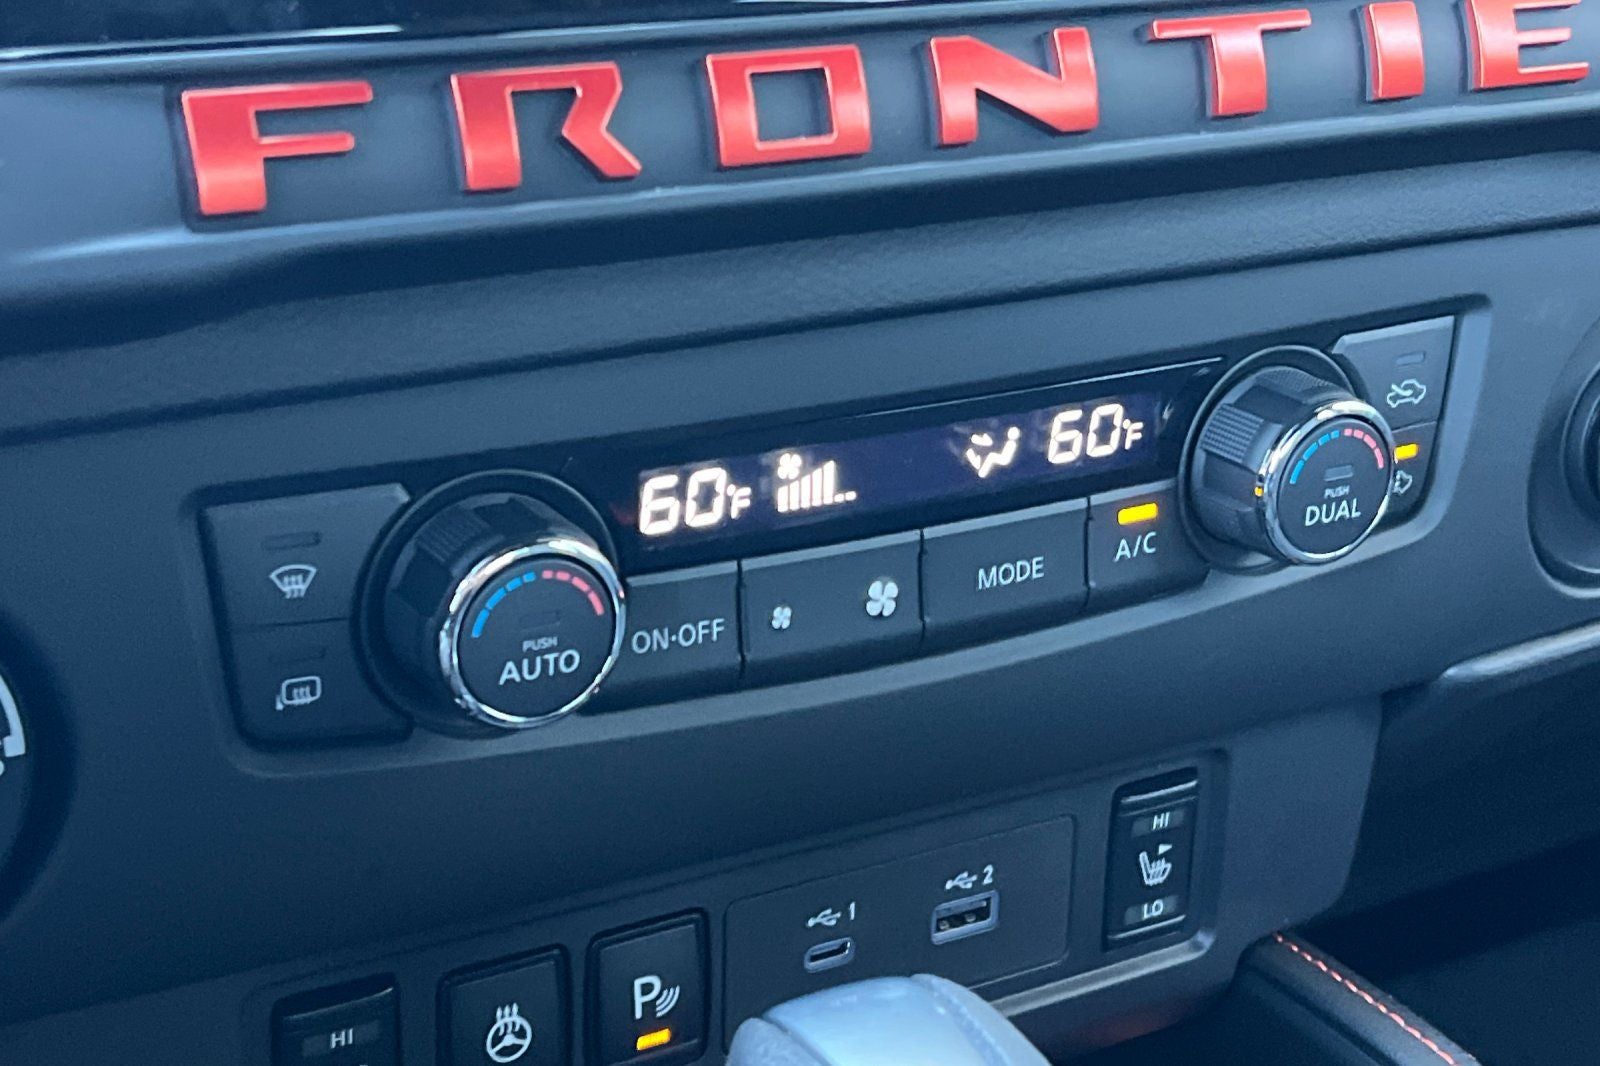 FRONTIE
60°F
60°F
PUSH
AUTO
ON·OFF
MODE
A/C
PUSH
DUAL
1
2
HI
LO
HI
P